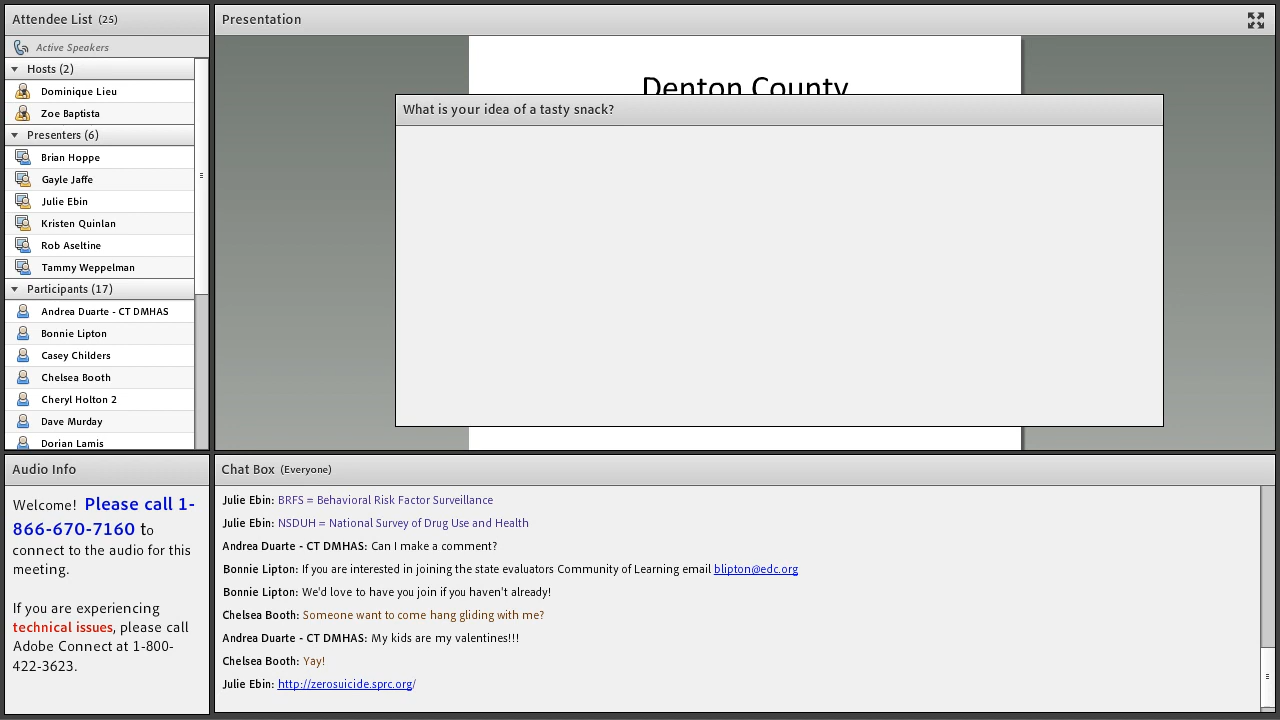 Attendee List (25)
Active Speakers
Hosts (2)
Dominique Lieu
Zoe Baptista
Presenters (6)
Brian Hoppe
Gayle Jaffe
Julie Ebin
Kristen Quinlan
Rob Aseltine
Tammy Weppelman
Participants (17)
Andrea Duarte - CT DMHAS
Bonnie Lipton
Casey Childers
Chelsea Booth
Cheryl Holton 2
Dave Murday
Dorian Lamis
Presentation
Denton County
What is your idea of a tasty snack?
Audio Info
Welcome! Please call 1-
866-670-7160 to
connect to the audio for this
meeting.
If you are experiencing
technical issues, please call
Adobe Connect at 1-800-
422-3623.
Chat Box (Everyone)
Julie Ebin: BRFS = Behavioral Risk Factor Surveillance
Julie Ebin: NSDUH = National Survey of Drug Use and Health
Andrea Duarte - CT DMHAS: Can I make a comment?
Bonnie Lipton: If you are interested in joining the state evaluators Community of Learning email blipton@edc.org
Bonnie Lipton: We'd love to have you join if you haven't already!
Chelsea Booth: Someone want to come hang gliding with me?
Andrea Duarte - CT DMHAS: My kids are my valentines!!!
Chelsea Booth: Yay!
Julie Ebin: http://zerosuicide.sprc.org/